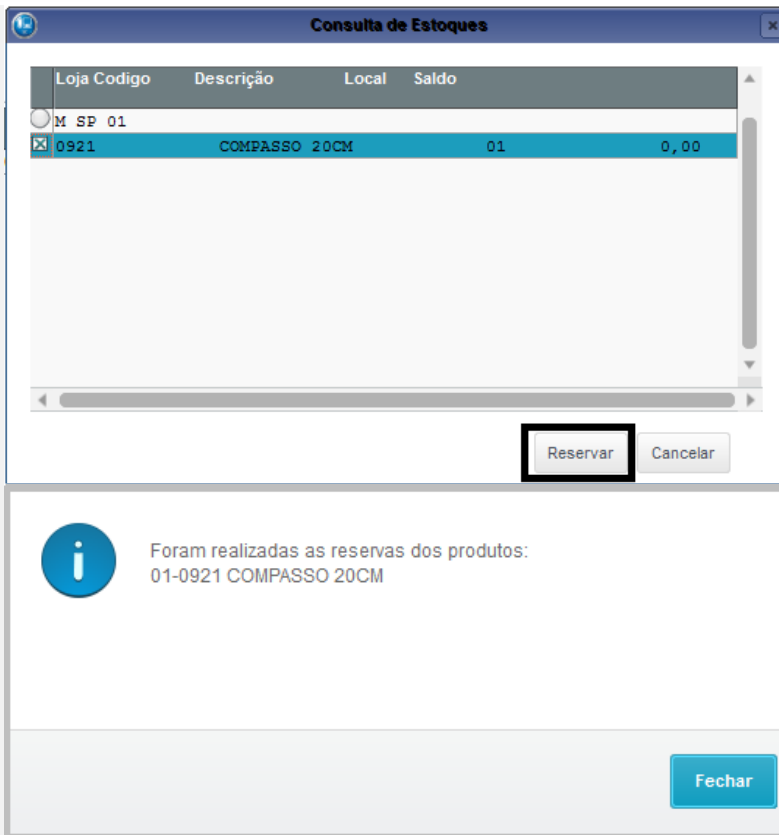 Consulta de Estoques
Loja Codigo Descrição Local Saldo
M SP 01
0921 COMPASSO 20CM 01 0,00
Reservar Cancelar
Foram realizadas as reservas dos produtos:
01-0921 COMPASSO 20CM
Fechar